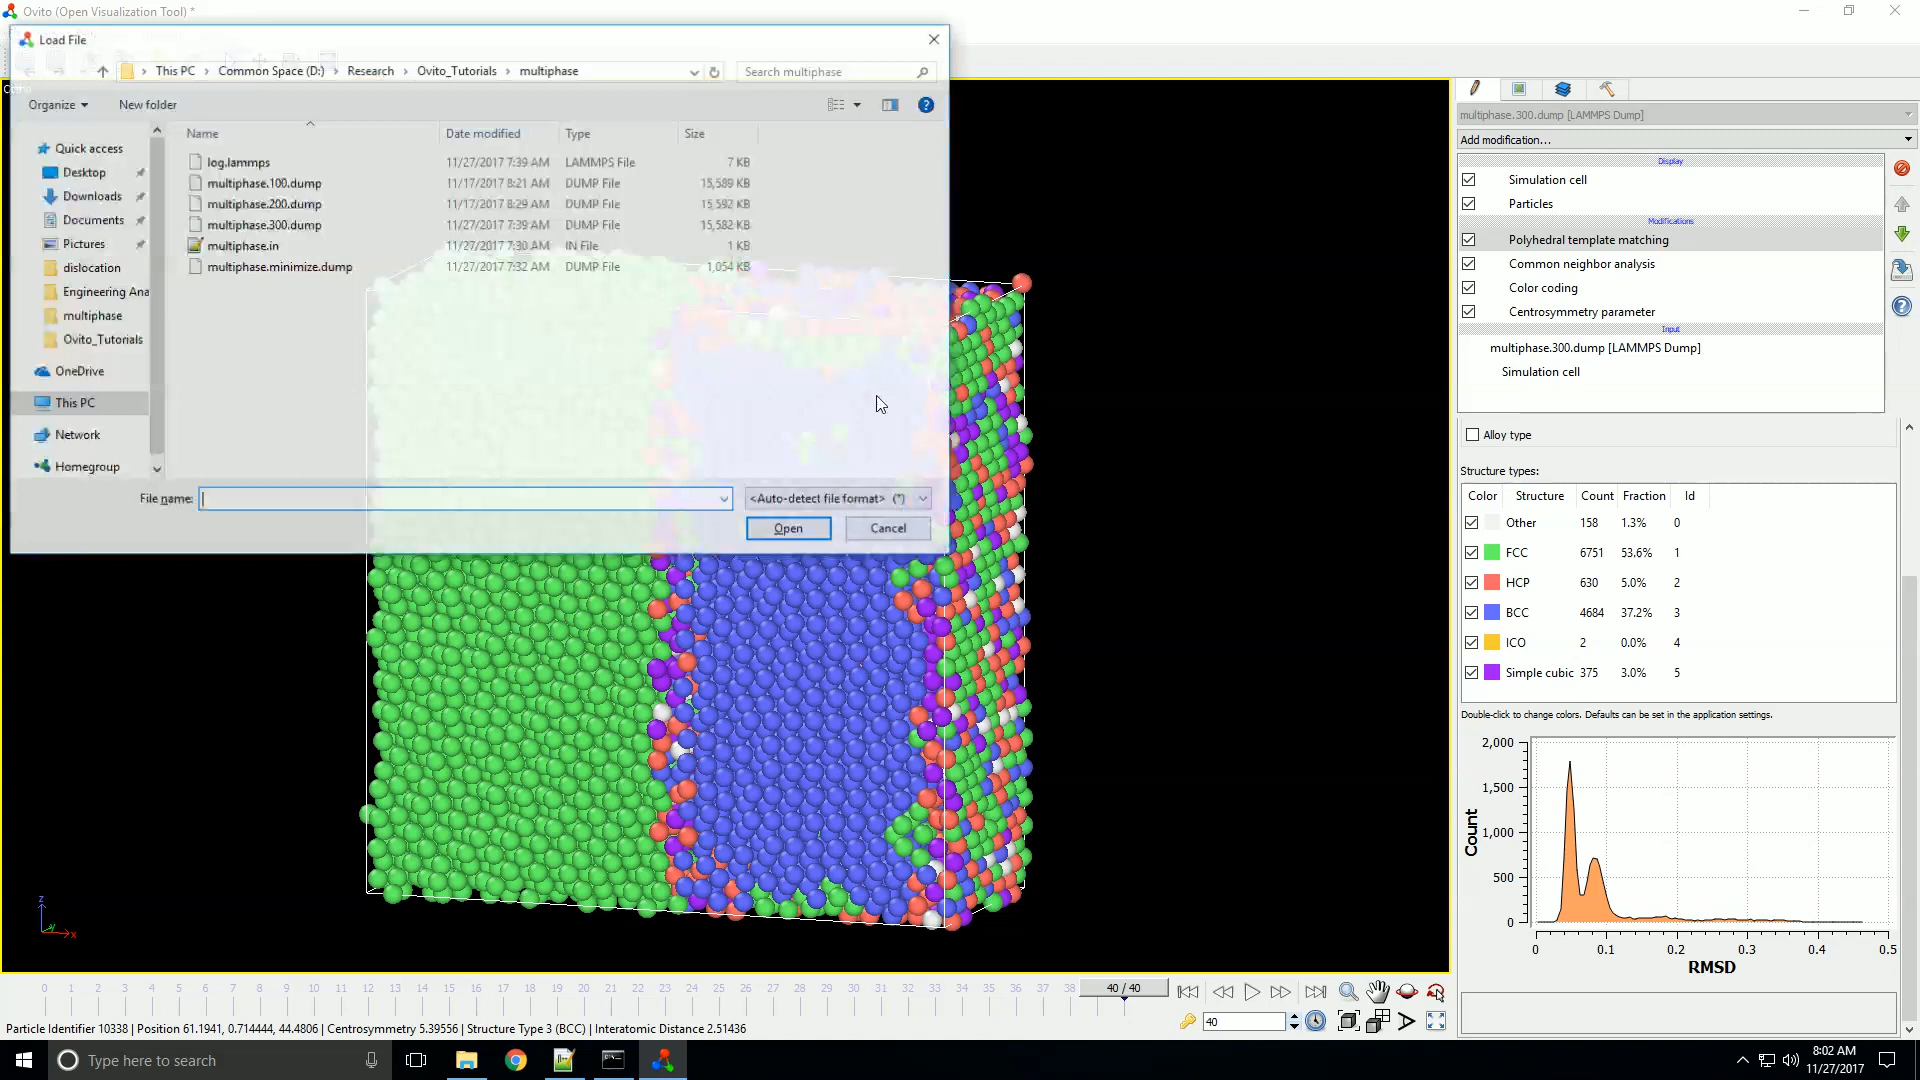 Ovito (Open Visualization Tool) *
Load File
This PC > Common Space (D:) > Research > Ovito_Tutorials > multiphase
Search multiphase
Organize
New folder
Name Date modified Type Size
log.lammps 11/27/2017 7:39 AM LAMMPS File 7 KB
multiphase.100.dump 11/17/2017 8:21 AM DUMP File 15,589 KB
multiphase.200.dump 11/17/2017 8:29 AM DUMP File 15,592 KB
multiphase.300.dump 11/27/2017 7:39 AM DUMP File 15,582 KB
multiphase.in 11/27/2017 7:30 AM IN File 1 KB
multiphase.minimize.dump 11/27/2017 7:32 AM DUMP File 1,054 KB
Quick access
Desktop
Downloads
Documents
Pictures
dislocation
Engineering Ana
multiphase
Ovito_Tutorials
OneDrive
This PC
Network
Homegroup
File name:
<Auto-detect file format> (*)
Open
Cancel
multiphase.300.dump [LAMMPS Dump]
Add modification...
Display
Simulation cell
Particles
Modifications
Polyhedral template matching
Common neighbor analysis
Color coding
Centrosymmetry parameter
Input
multiphase.300.dump [LAMMPS Dump]
Simulation cell
Alloy type
Structure types:
Color Structure Count Fraction Id
Other 158 1.3% 0
FCC 6751 53.6% 1
HCP 630 5.0% 2
BCC 4684 37.2% 3
ICO 2 0.0% 4
Simple cubic 375 3.0% 5
Double-click to change colors. Defaults can be set in the application settings.
2,000
1,500
1,000
500
0
Count
0 0.1 0.2 0.3 0.4 0.5
RMSD
z
y
x
0 1 2 3 4 5 6 7 8 9 10 11 12 13 14 15 16 17 18 19 20 21 22 23 24 25 26 27 28 29 30 31 32 33 34 35 36 37 38
40 / 40
40
Particle Identifier 10338 | Position 61.1941, 0.714444, 44.4806 | Centrosymmetry 5.39556 | Structure Type 3 (BCC) | Interatomic Distance 2.51436
Type here to search
8:02 AM
11/27/2017